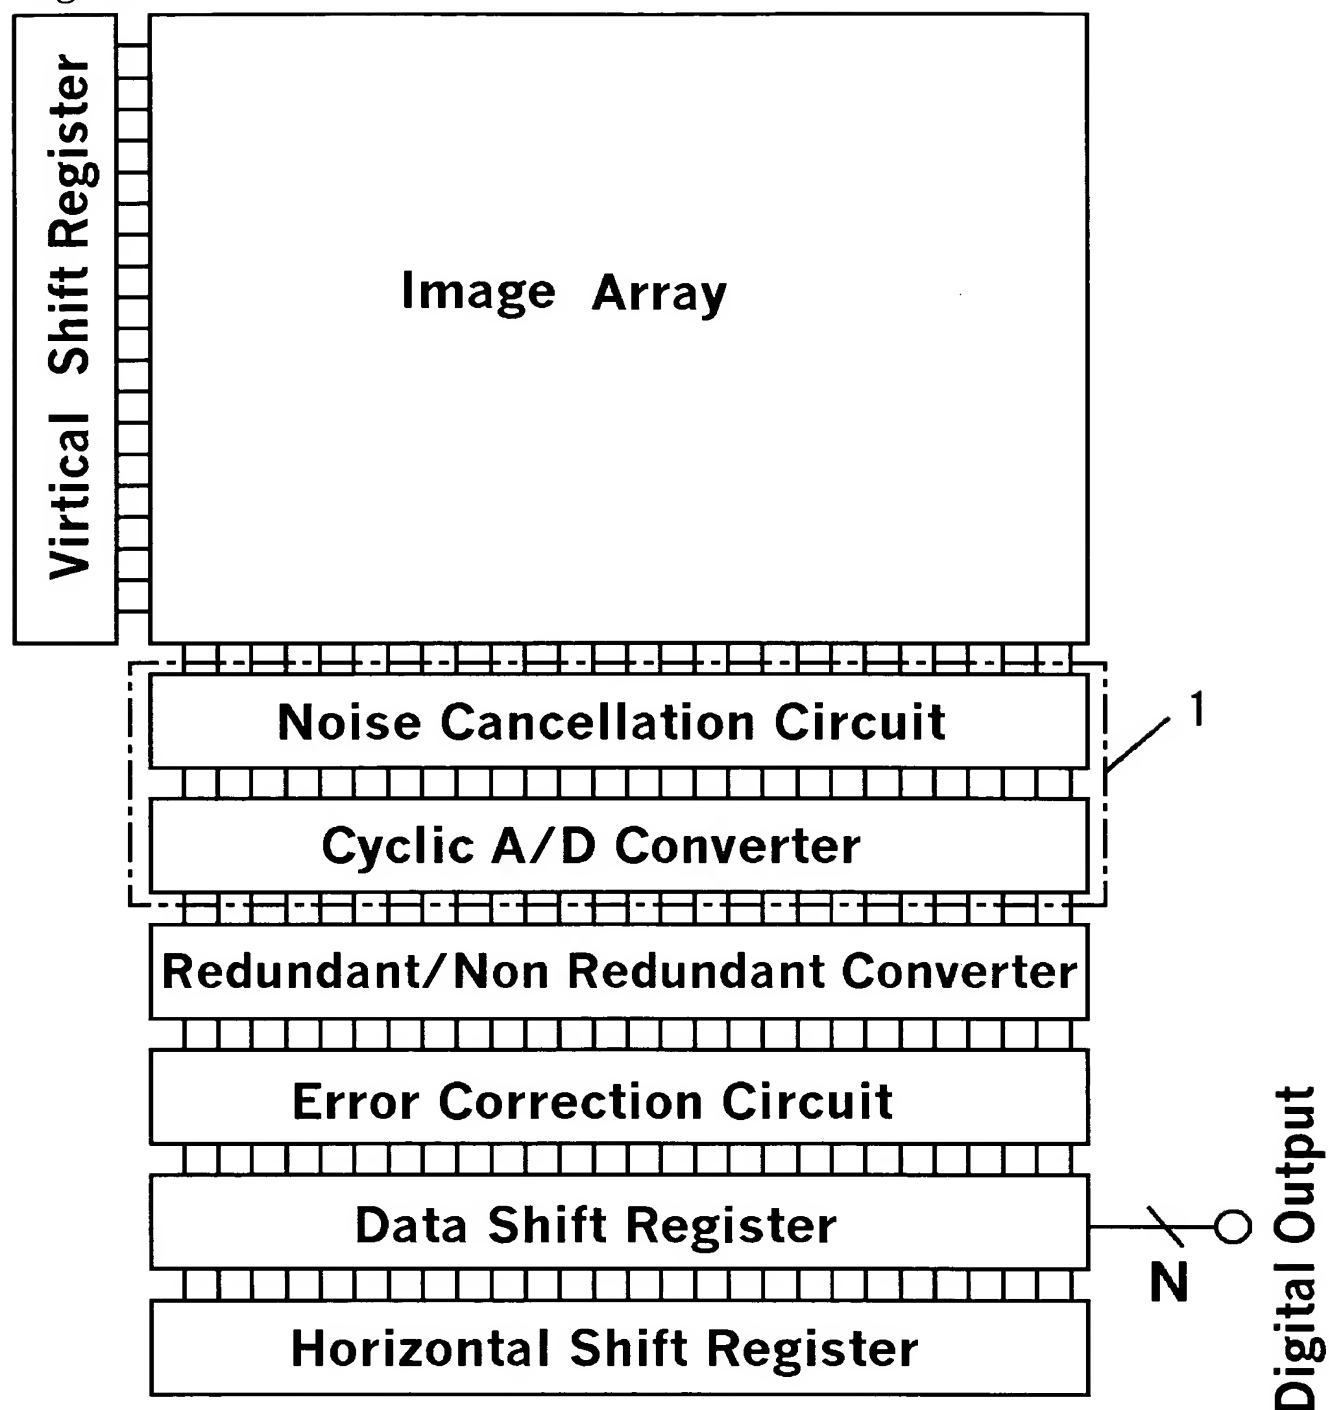 Virtical Shift Register
Image Array
Noise Cancellation Circuit
1
Cyclic A/D Converter
Redundant/Non Redundant Converter
Error Correction Circuit
Data Shift Register
N
Digital Output
Horizontal Shift Register